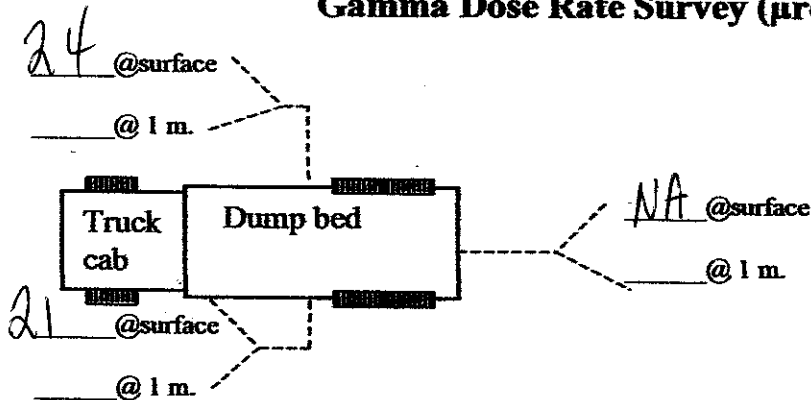 Gamma Dose Rate Survey (µr
24 @surface
@ 1 m.
Truck cab
Dump bed
NA @surface
@ 1 m.
21 @surface
@ 1 m.